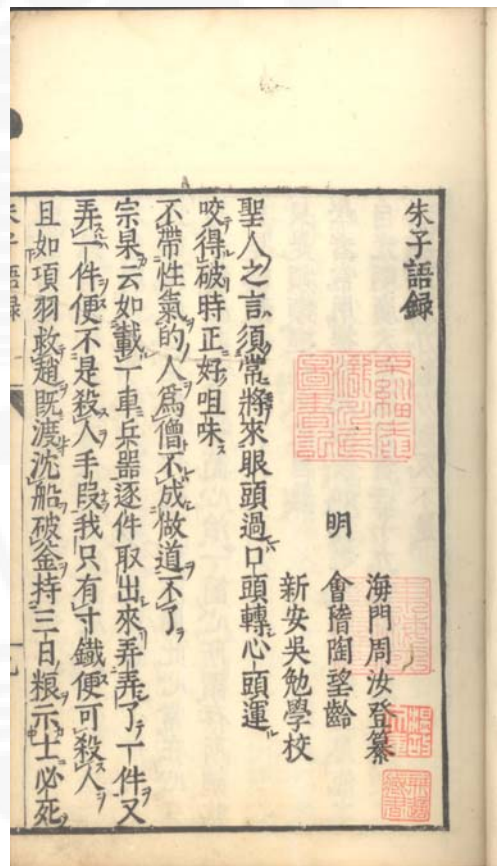 朱子語録
海門周汝登纂
明 會稽陶望齡
新安吳勉學校
聖人之言須常將來眼頭過口頭轉心頭運
咬得破時正好咀味
不帶性氣的人爲僧不成做道不了
宗杲云如載一車兵器逐件取出來弄弄了一件又
弄一件便不是殺人手段我只有寸鐵便可殺人
且如項羽救趙既渡沈船破釜持三日粮示士必死
朱子語録